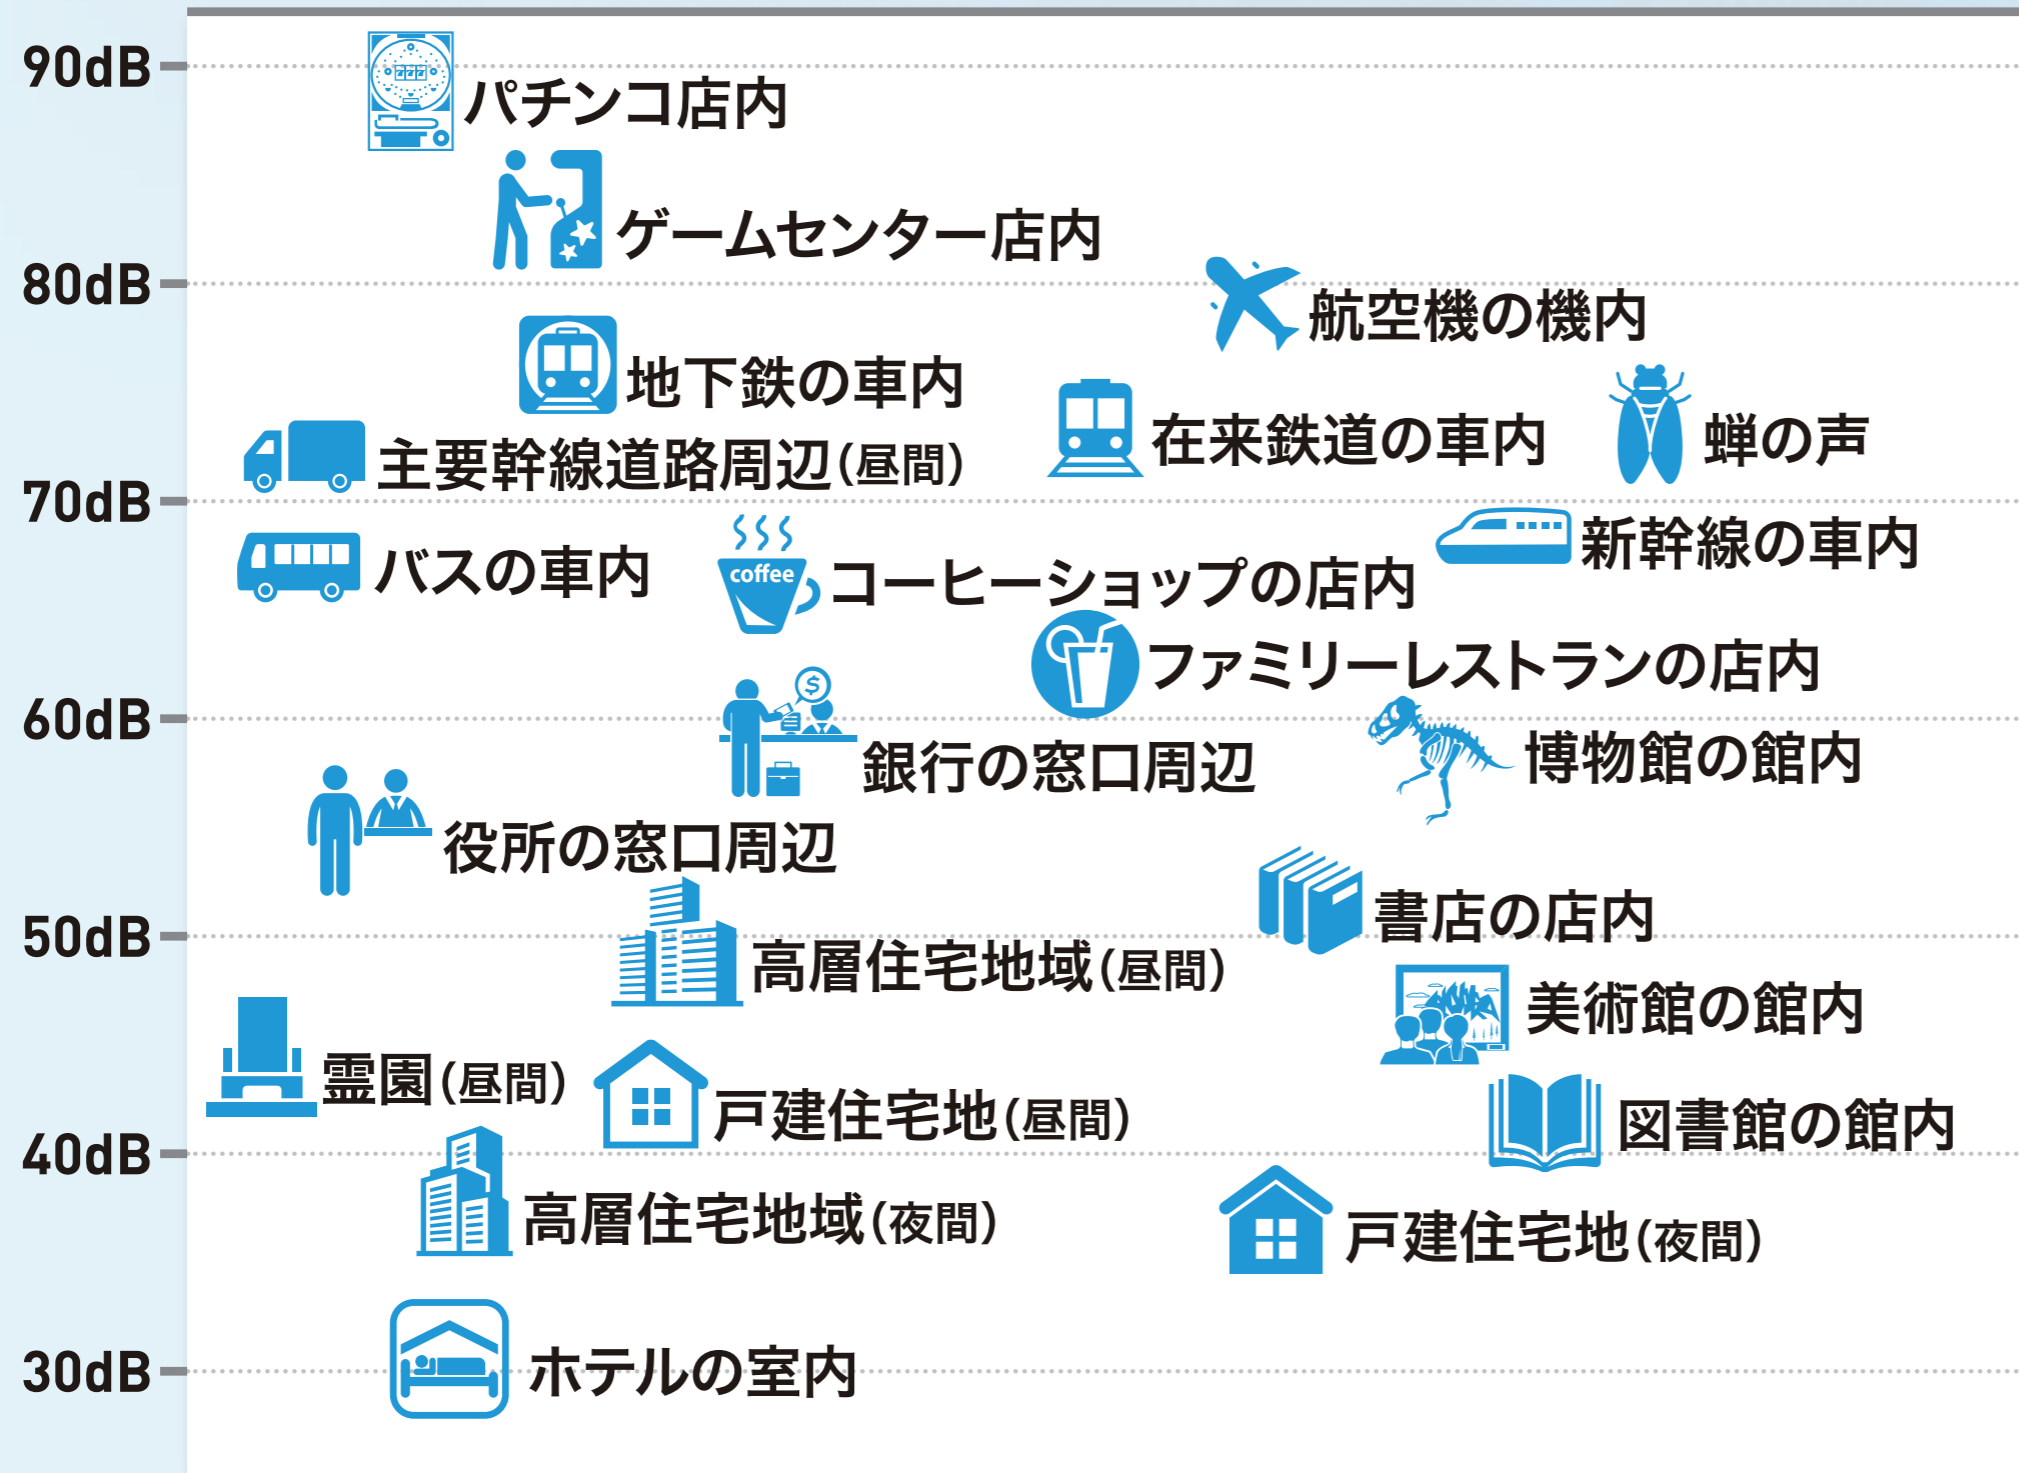 90dB
パチンコ店内
ゲームセンター店内
80dB
航空機の機内
地下鉄の車内
主要幹線道路周辺(昼間)
在来鉄道の車内
蝉の声
70dB
バスの車内
coffee
コーヒーショップの店内
新幹線の車内
ファミリーレストランの店内
60dB
$
銀行の窓口周辺
博物館の館内
役所の窓口周辺
書店の店内
50dB
高層住宅地域(昼間)
美術館の館内
霊園(昼間)
戸建住宅地(昼間)
図書館の館内
40dB
高層住宅地域(夜間)
戸建住宅地(夜間)
30dB
ホテルの室内